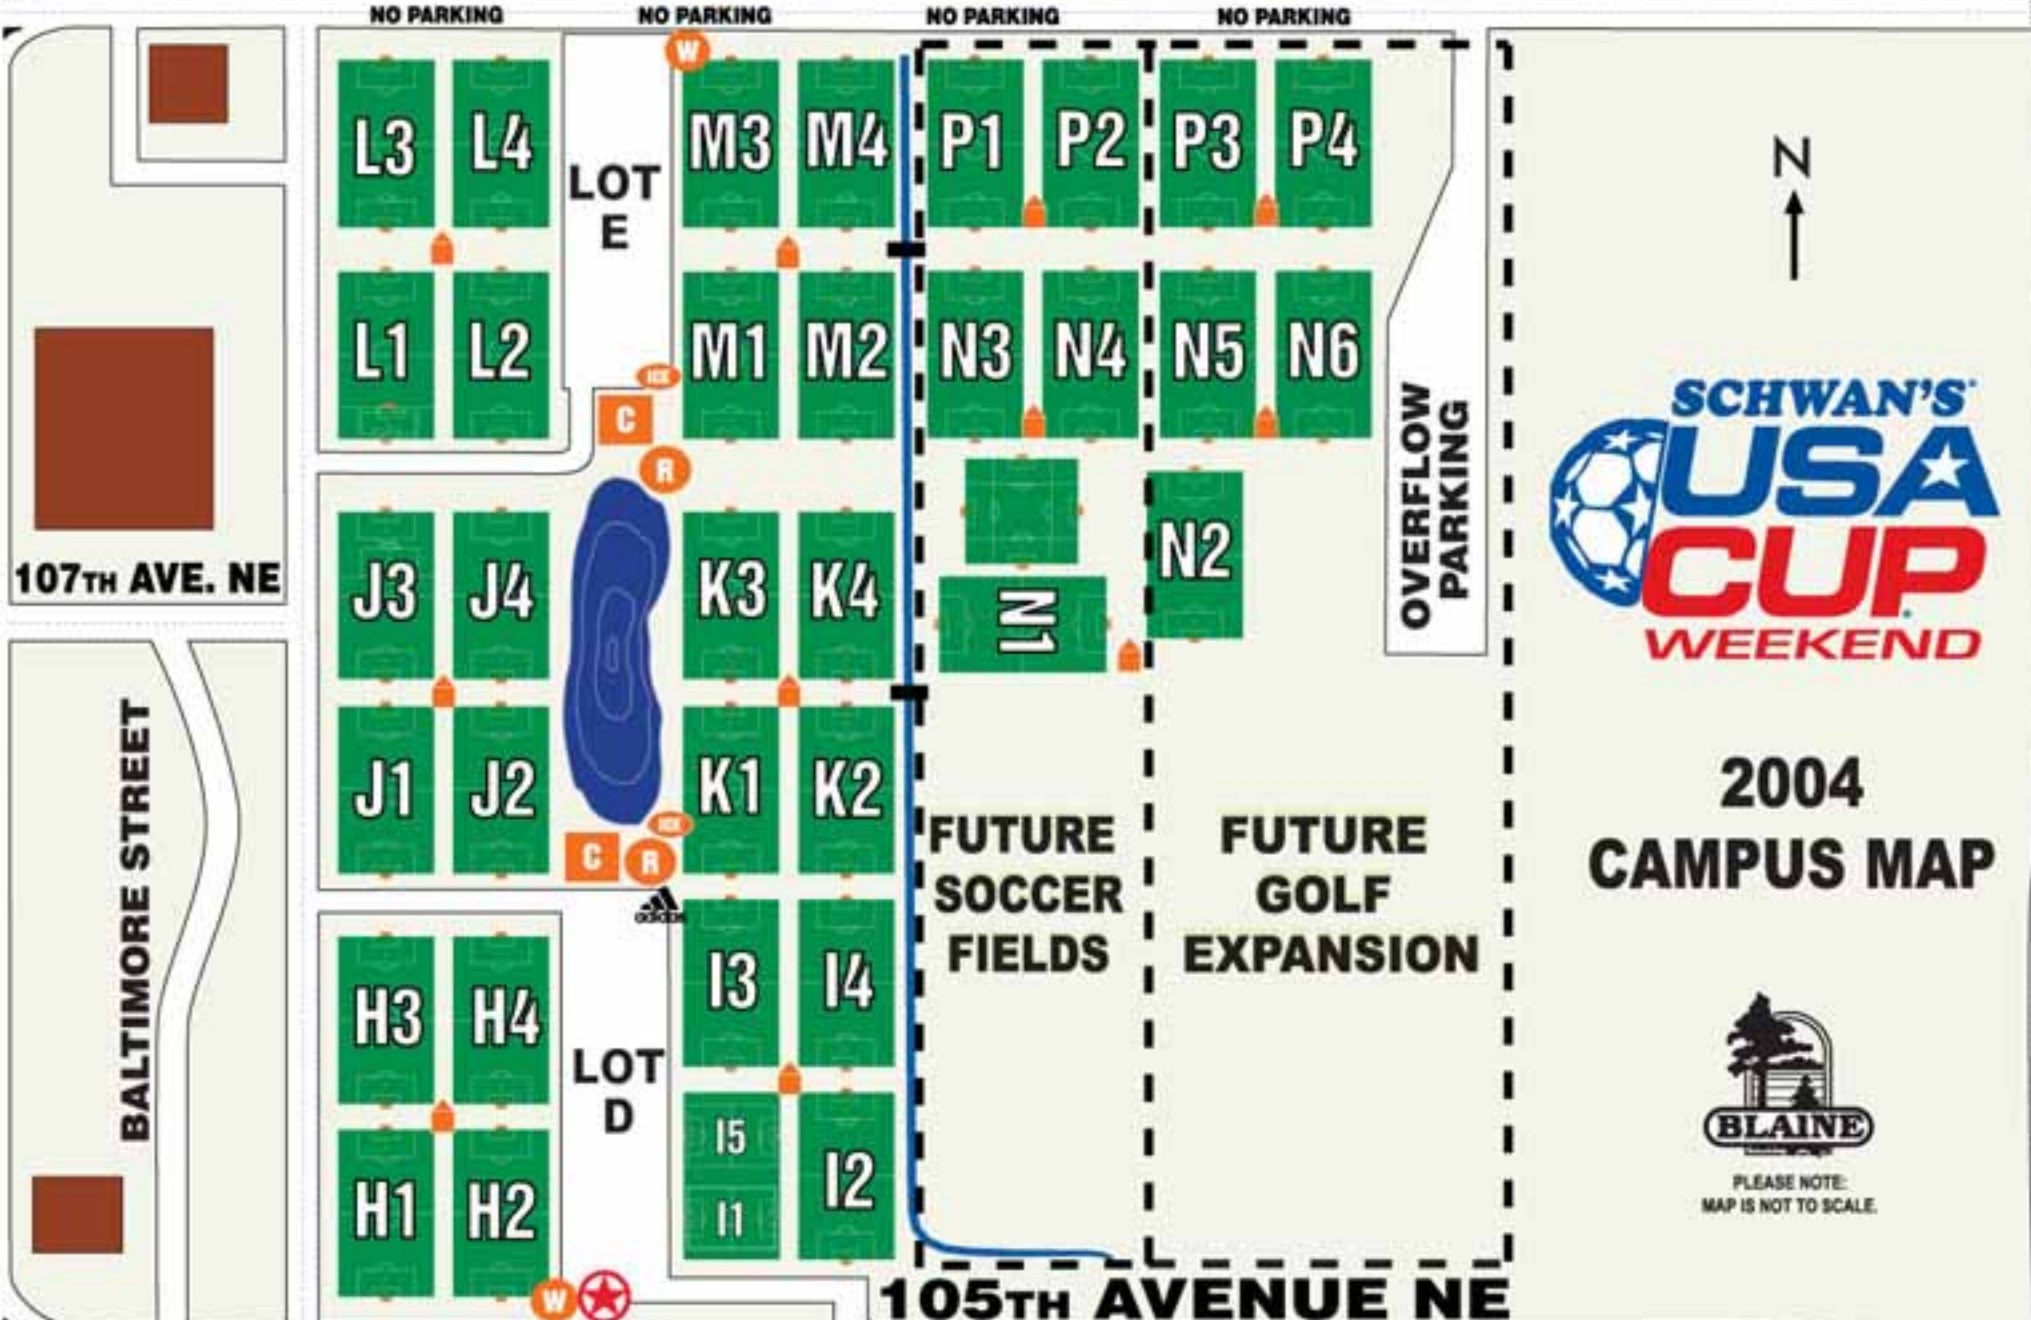 NO PARKING
NO PARKING
NO PARKING
NO PARKING
W
L3
L4
M3
M4
P1
P2
P3
P4
N
LOT
E
L1
L2
M1
M2
N3
N4
N5
N6
ICE
C
R
OVERFLOW
PARKING
SCHWAN'S
USA
CUP
WEEKEND
107TH AVE. NE
J3
J4
K3
K4
N1
N2
J1
J2
K1
K2
ICE
C
R
adidas
BALTIMORE STREET
FUTURE
SOCCER
FIELDS
FUTURE
GOLF
EXPANSION
2004
CAMPUS MAP
H3
H4
I3
I4
LOT
D
I5
I1
I2
H1
H2
W
BLAINE
PLEASE NOTE:
MAP IS NOT TO SCALE.
105TH AVENUE NE